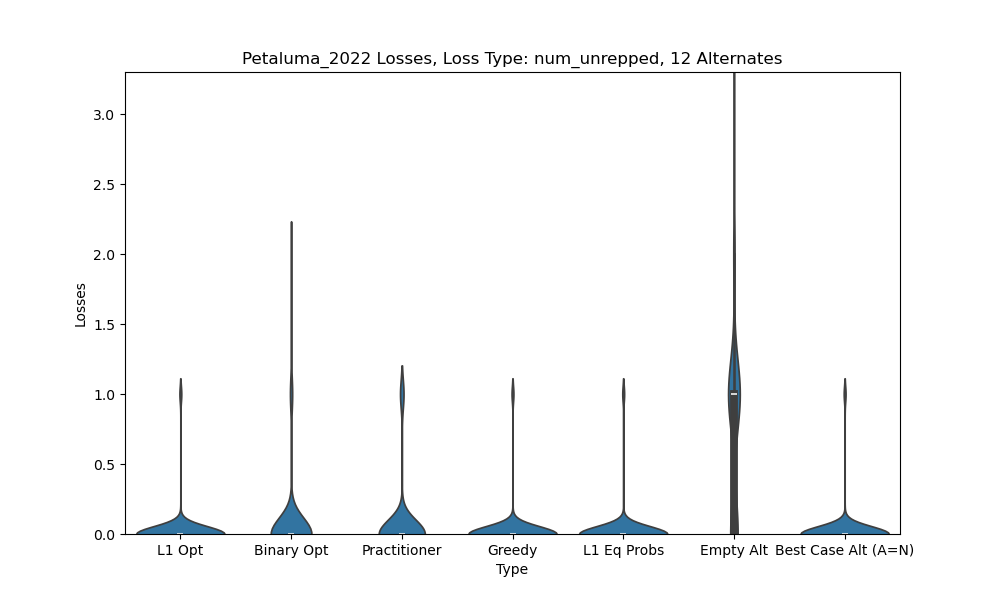 Petaluma_2022 Losses, Loss Type: num_unrepped, 12 Alternates
3.0
2.5
2.0
1.5
1.0
0.5
0.0
Losses
L1 Opt Binary Opt Practitioner Greedy L1 Eq Probs Empty Alt Best Case Alt (A=N)
Type